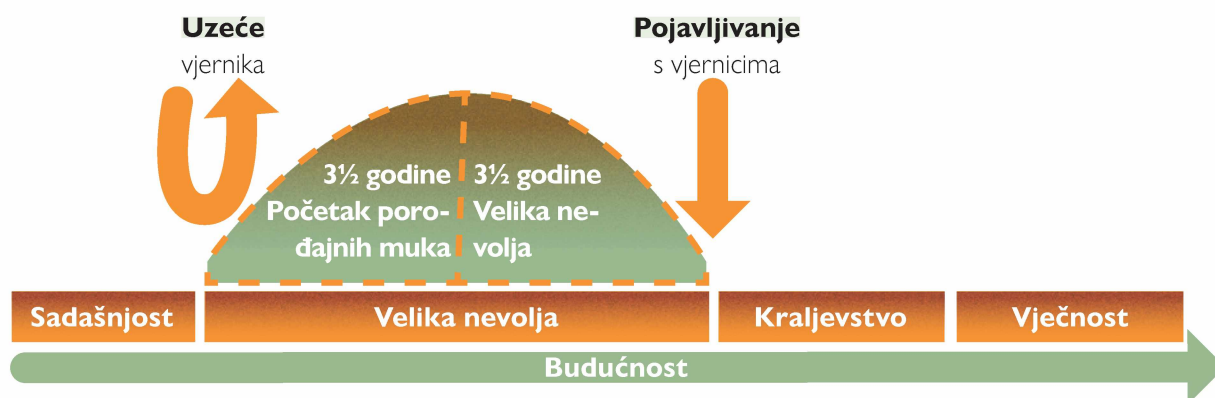 Uzeće
vjernika
Pojavljivanje
s vjernicima
3½ godine
Početak poro-
đajnih muka
3½ godine
Velika ne-
volja
Sadašnjost
Velika nevolja
Kraljevstvo
Vječnost
Budućnost